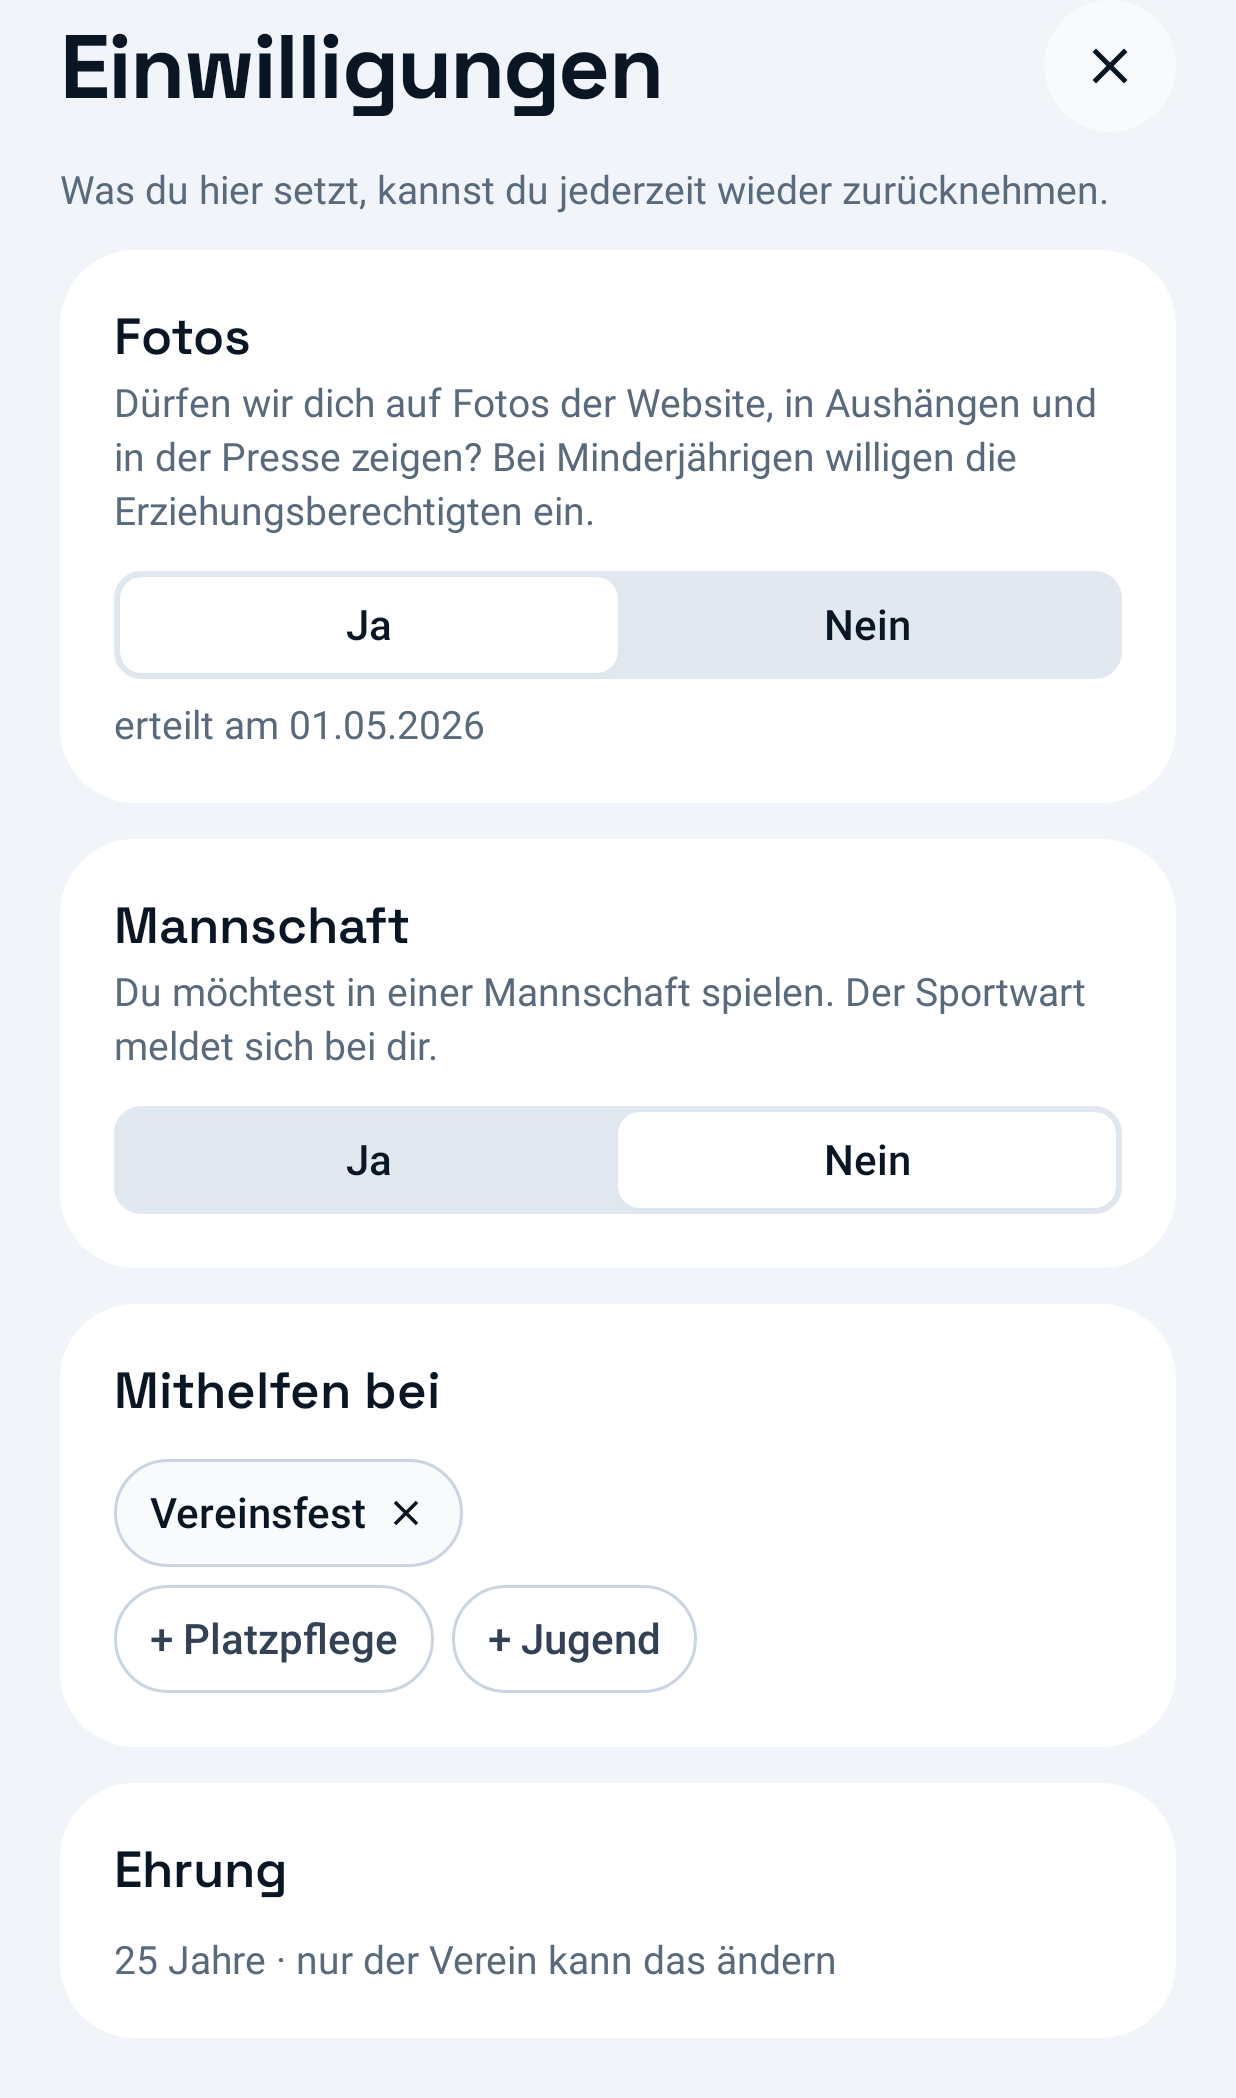 Einwilligungen
Was du hier setzt, kannst du jederzeit wieder zurücknehmen.
Fotos
Dürfen wir dich auf Fotos der Website, in Aushängen und
in der Presse zeigen? Bei Minderjährigen willigen die
Erziehungsberechtigten ein.
Ja Nein
erteilt am 01.05.2026
Mannschaft
Du möchtest in einer Mannschaft spielen. Der Sportwart
meldet sich bei dir.
Ja Nein
Mithelfen bei
Vereinsfest ×
+ Platzpflege + Jugend
Ehrung
25 Jahre · nur der Verein kann das ändern